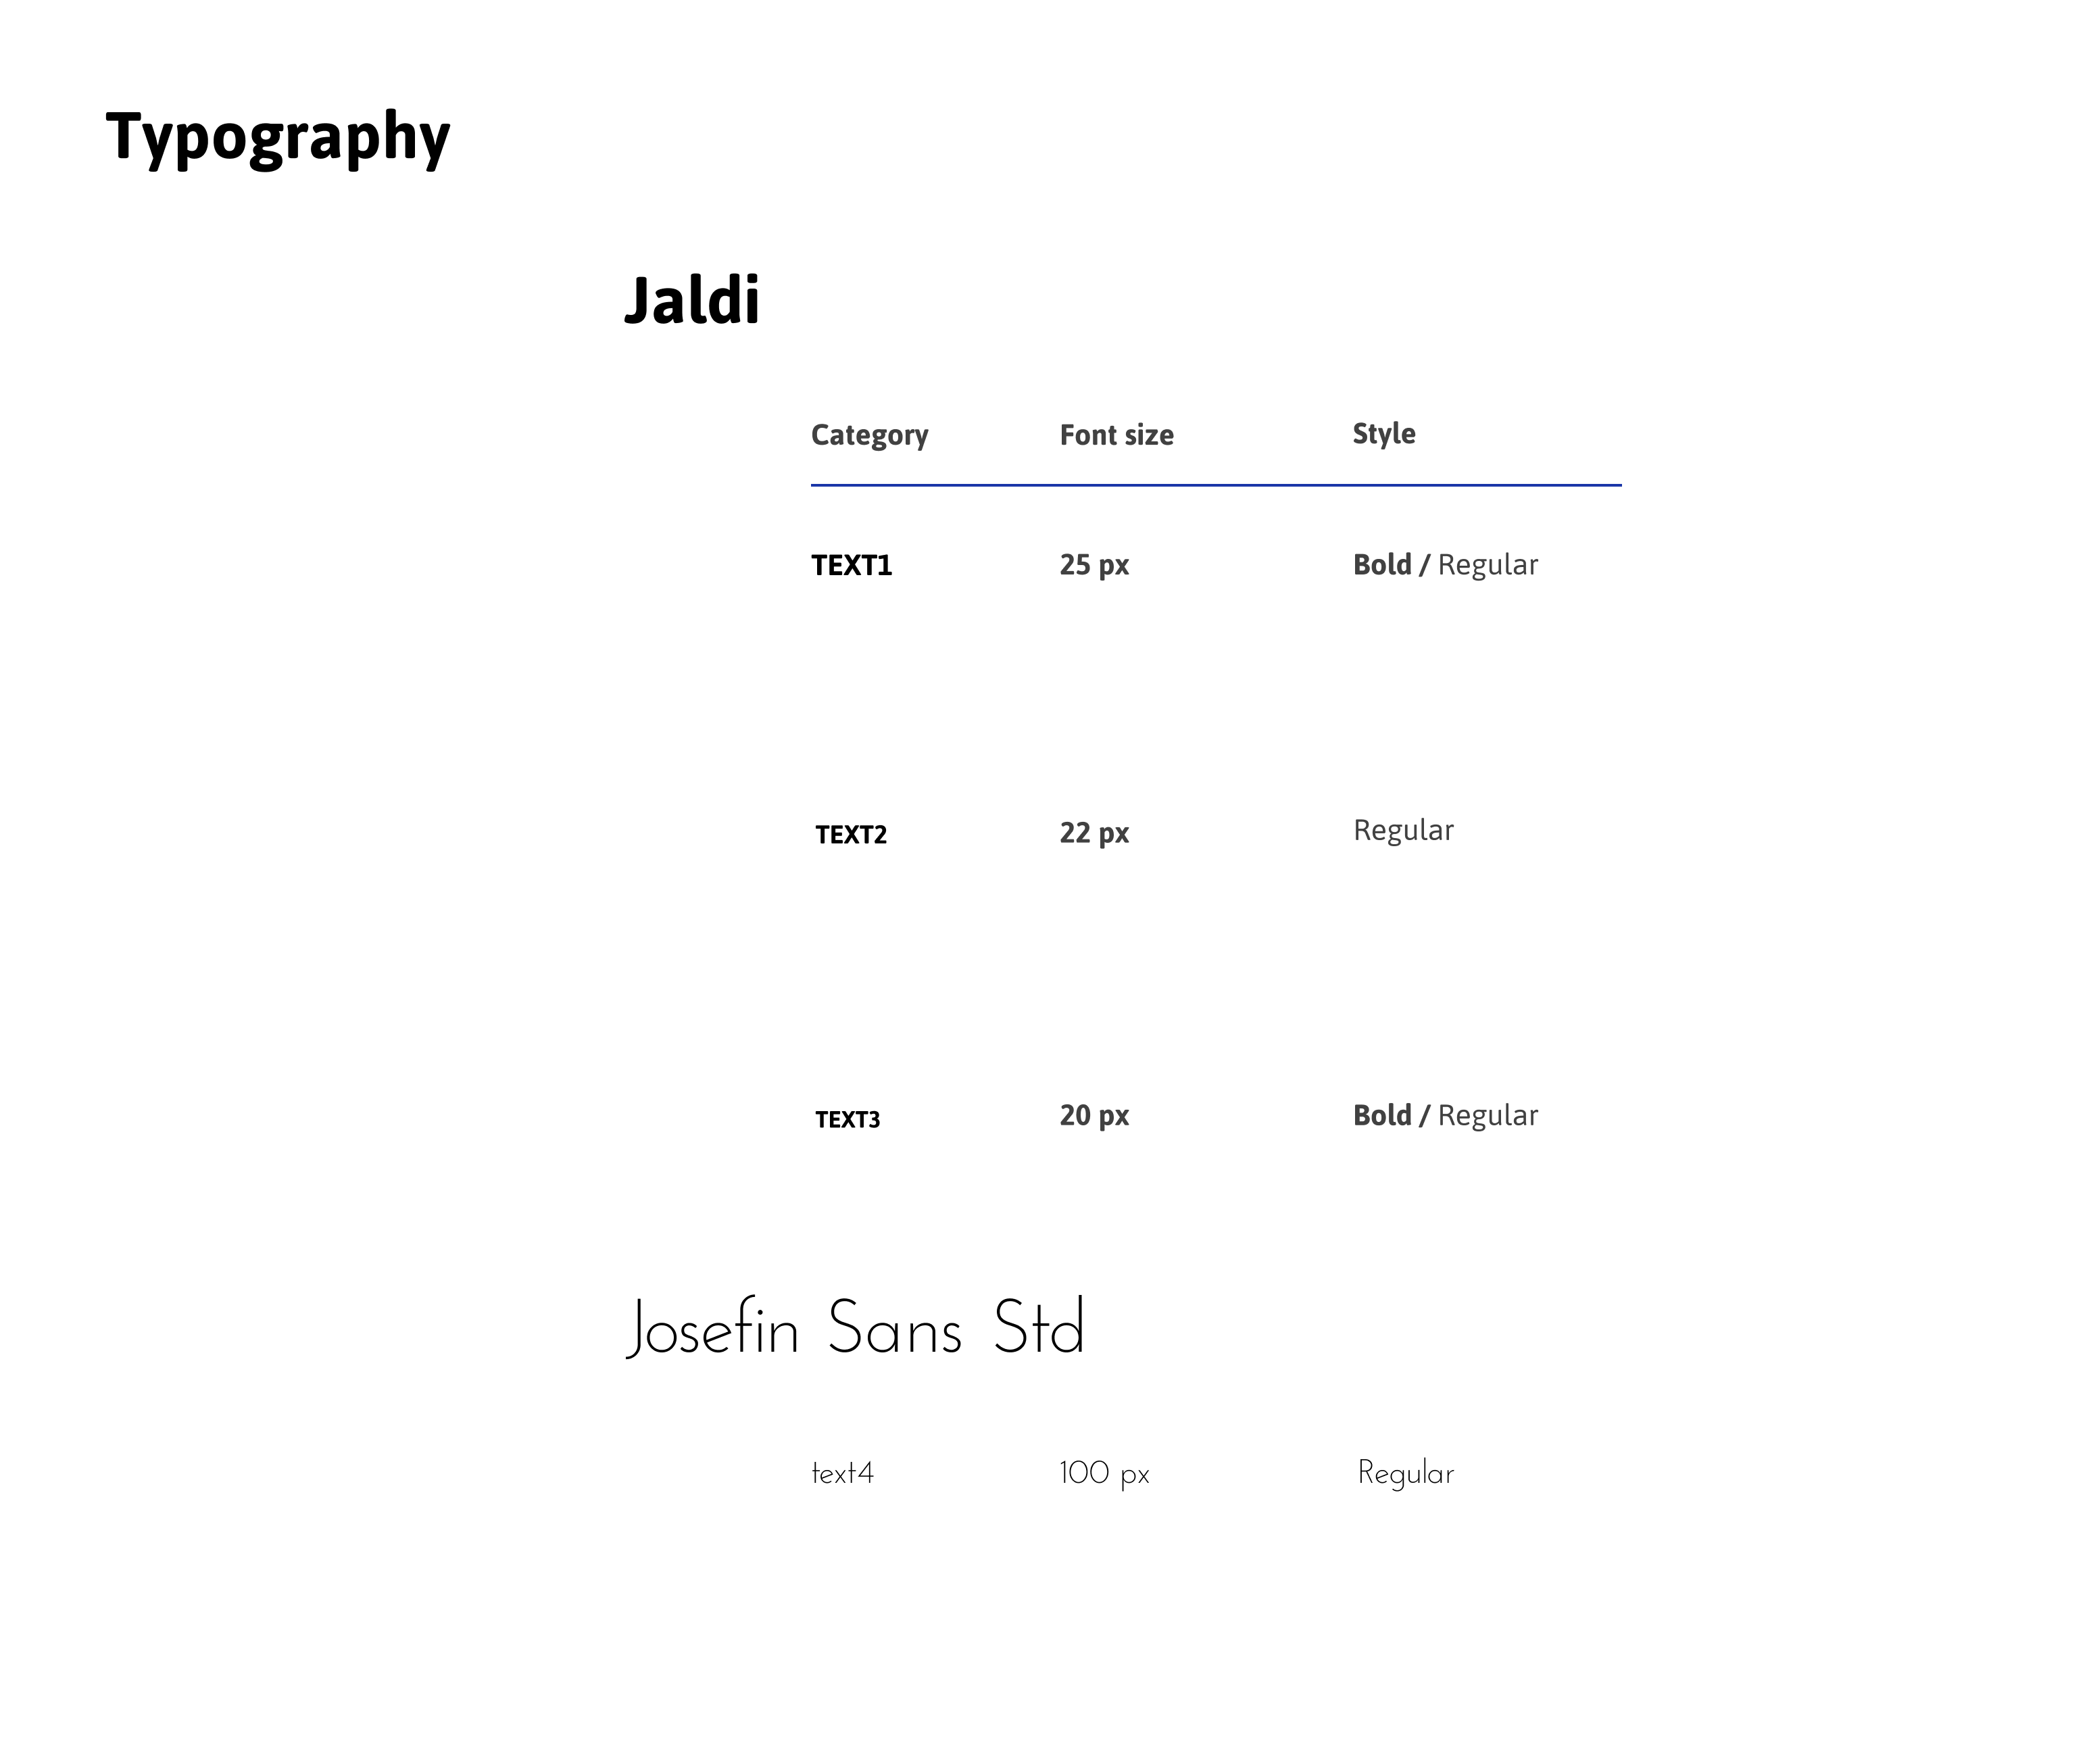 Typography
Jaldi
Category Font size Style
TEXT1 25 px Bold / Regular
TEXT2 22 px Regular
TEXT3 20 px Bold / Regular
Josefin Sans Std
text4 100 px Regular